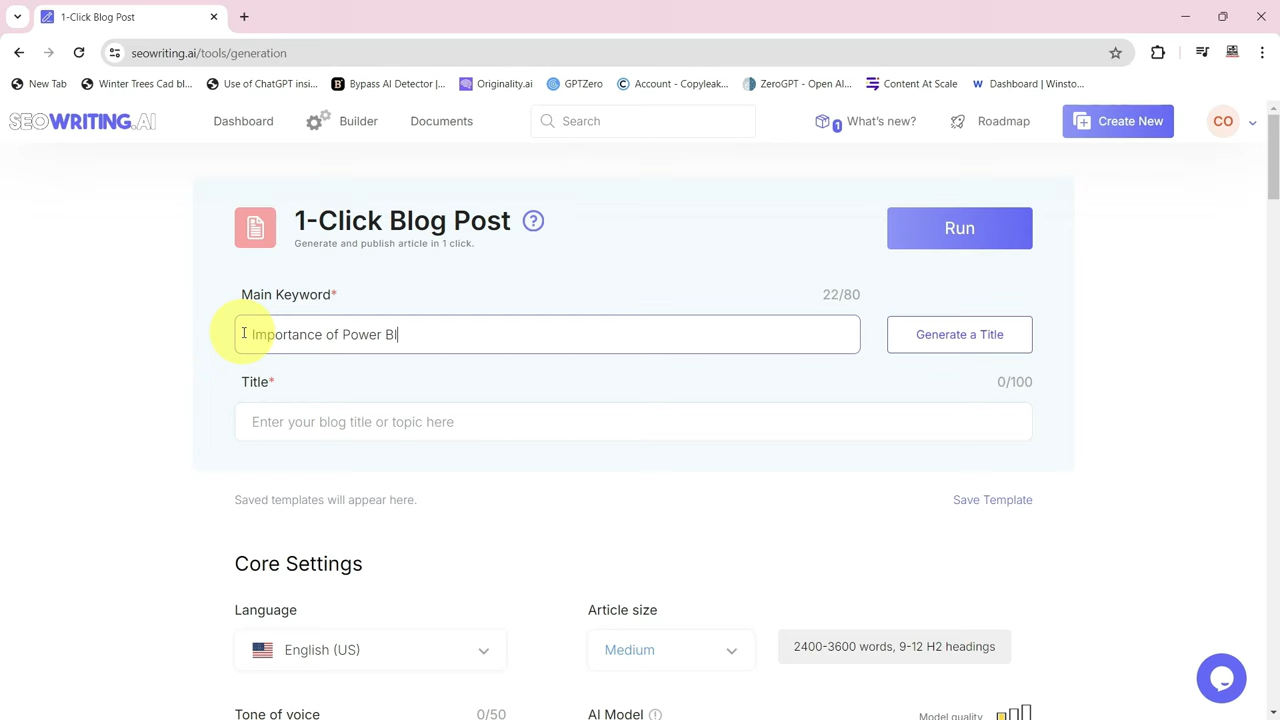 1-Click Blog Post
seowriting.ai/tools/generation
New Tab
Winter Trees Cad bl...
Use of ChatGPT insi...
Bypass AI Detector |...
Originality.ai
GPTZero
Account - Copyleak...
ZeroGPT - Open AI...
Content At Scale
Dashboard | Winsto...
SEOWRITING.AI
Dashboard
Builder
Documents
Search
1
What's new?
Roadmap
Create New
CO
1-Click Blog Post
Generate and publish article in 1 click.
Run
Main Keyword*
22/80
Importance of Power BI
Generate a Title
Title*
0/100
Enter your blog title or topic here
Saved templates will appear here.
Save Template
Core Settings
Language
Article size
English (US)
Medium
2400-3600 words, 9-12 H2 headings
Tone of voice
0/50
AI Model
Model quality